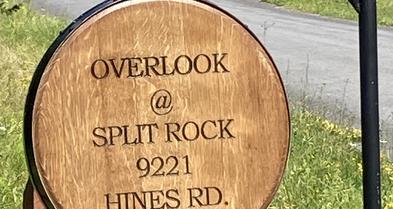 OVERLOOK
@
SPLIT ROCK
9221
HINES RD.